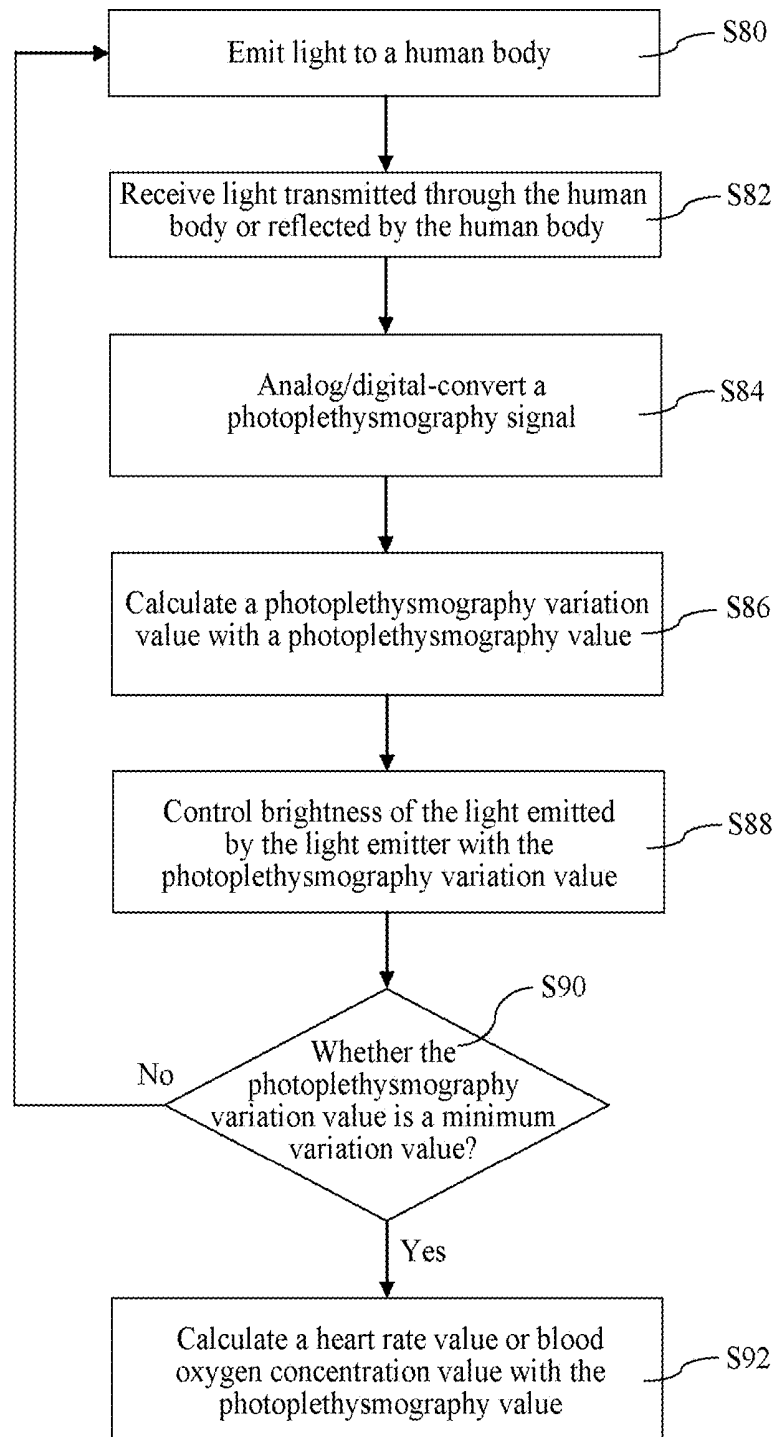 Emit light to a human body
S80
Receive light transmitted through the human
body or reflected by the human body
S82
Analog/digital-convert a
photoplethysmography signal
S84
Calculate a photoplethysmography variation
value with a photoplethysmography value
S86
Control brightness of the light emitted
by the light emitter with the
photoplethysmography variation value
S88
S90
Whether the
photoplethysmography
variation value is a minimum
variation value?
No
Yes
Calculate a heart rate value or blood
oxygen concentration value with the
photoplethysmography value
S92